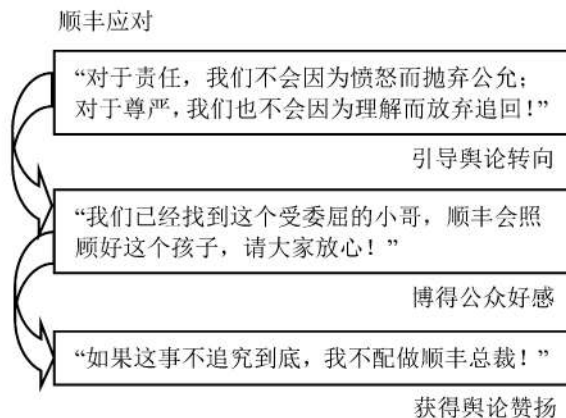 顺丰应对
“对于责任，我们不会因为愤怒而抛弃公允；
对于尊严，我们也不会因为理解而放弃追回！”
引导舆论转向
“我们已经找到这个受委屈的小哥，顺丰会照
顾好这个孩子，请大家放心！”
博得公众好感
“如果这事不追究到底，我不配做顺丰总裁！”
获得舆论赞扬